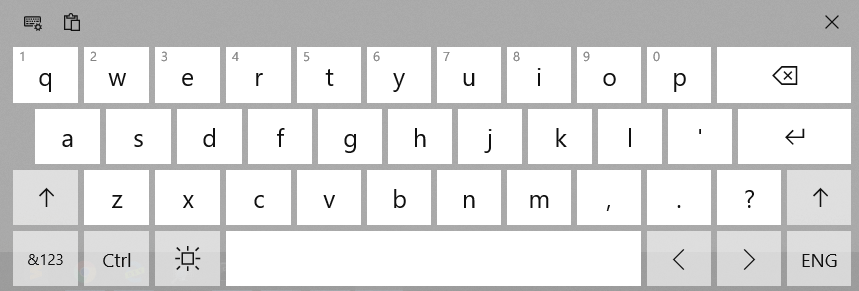 1 2 3 4 5 6 7 8 9 0
q w e r t y u i o p
a s d f g h j k l '
z x c v b n m , . ?
&123 Ctrl ENG